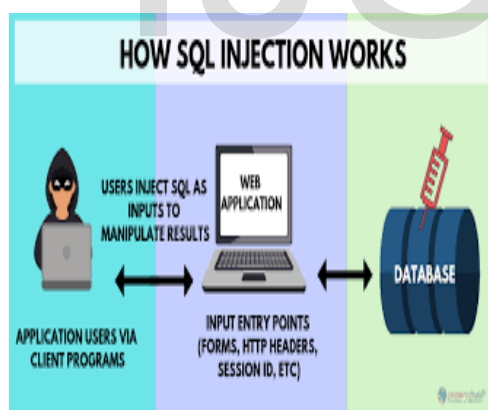 HOW SQL INJECTION WORKS
USERS INJECT SQL AS
INPUTS TO
MANIPULATE RESULTS
WEB
APPLICATION
DATABASE
APPLICATION USERS VIA
CLIENT PROGRAMS
INPUT ENTRY POINTS
(FORMS, HTTP HEADERS,
SESSION ID, ETC)